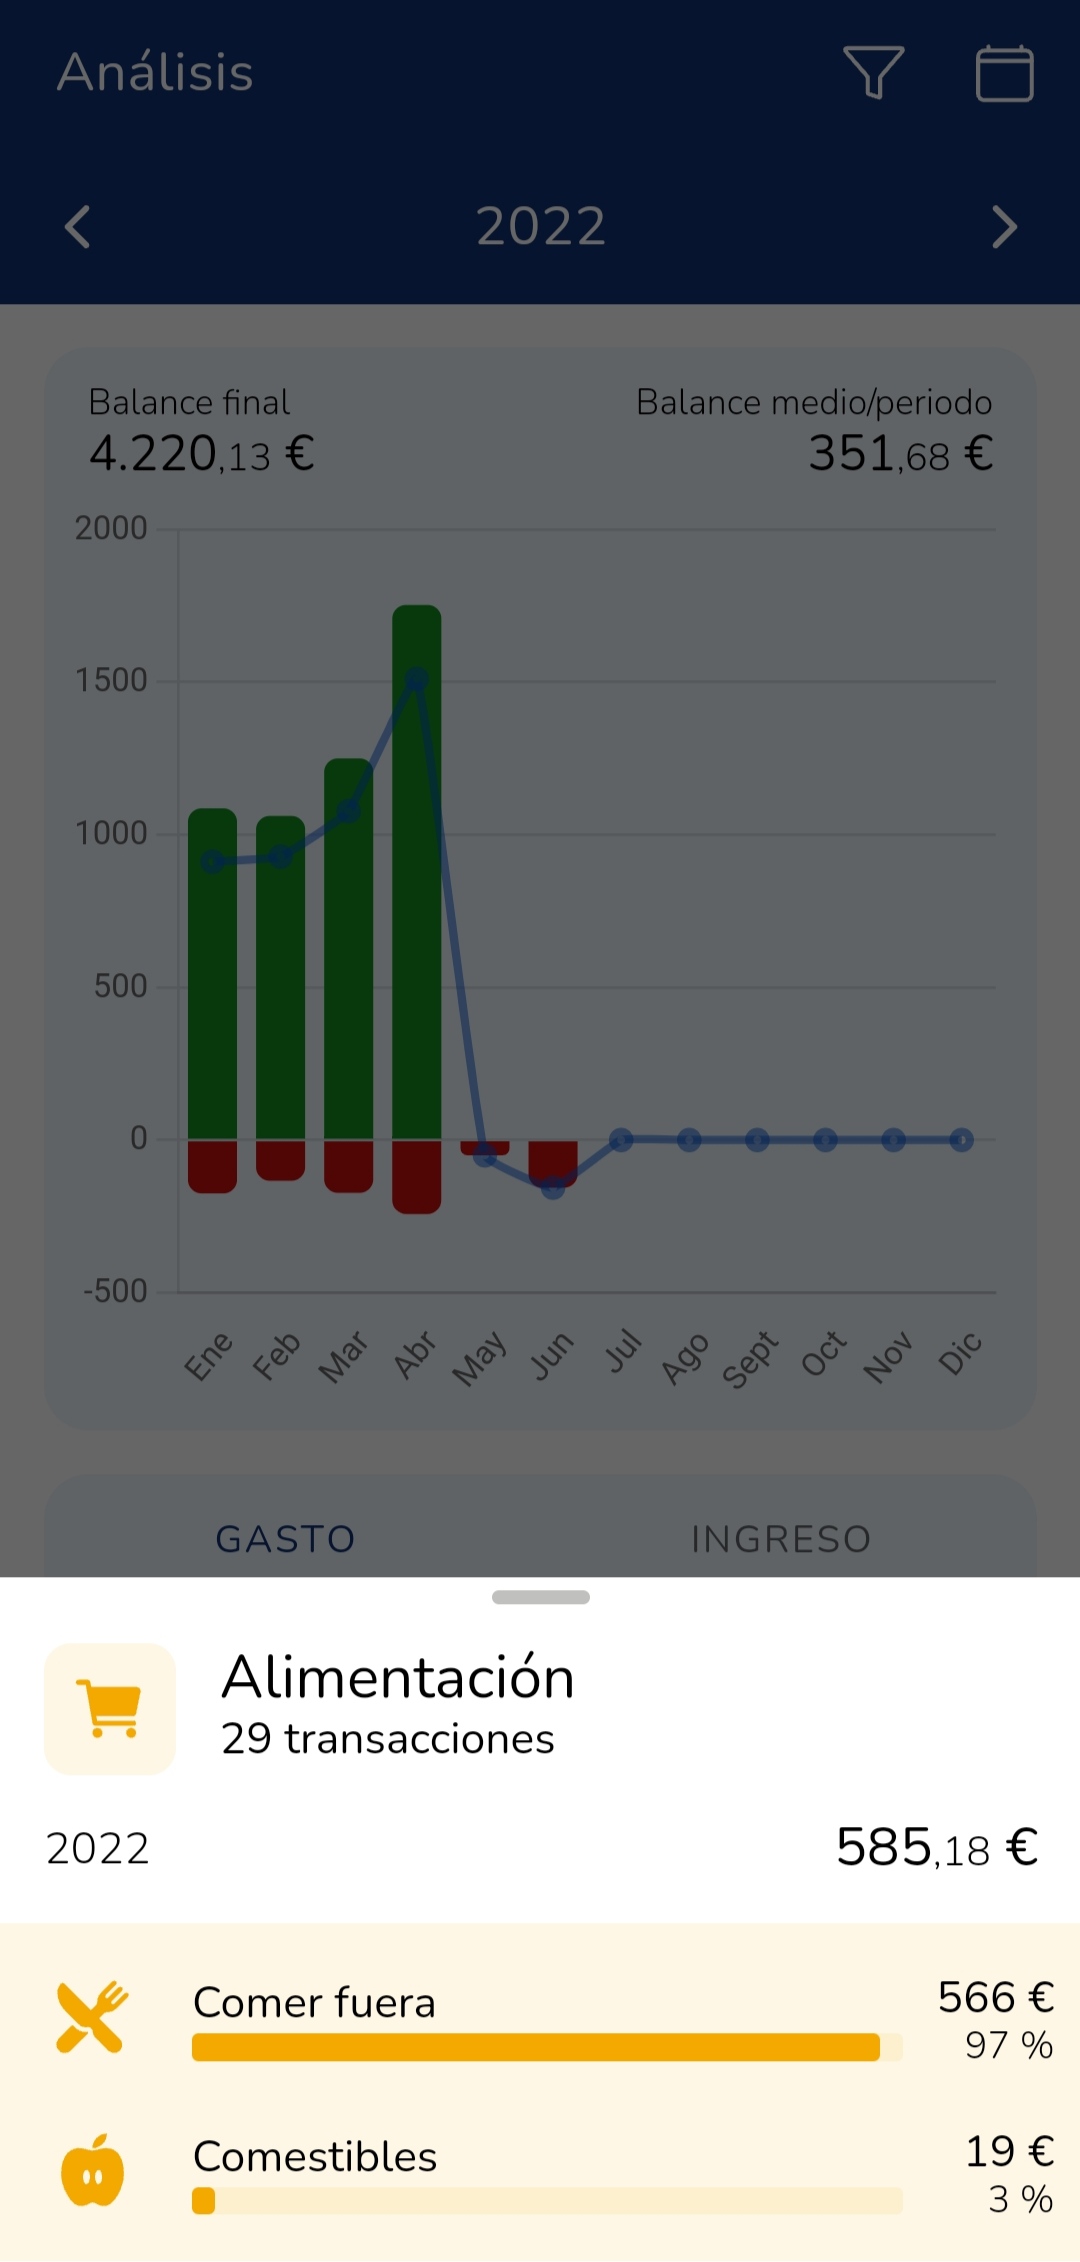 Análisis
2022
Balance final
Balance medio/periodo
4.220,13 €
351,68 €
2000
1500
1000
500
0
-500
Ene
Feb
Mar
Abr
May
Jun
Jul
Ago
Sept
Oct
Nov
Dic
GASTO
INGRESO
Alimentación
29 transacciones
2022
585,18 €
Comer fuera
566 €
97 %
Comestibles
19 €
3 %